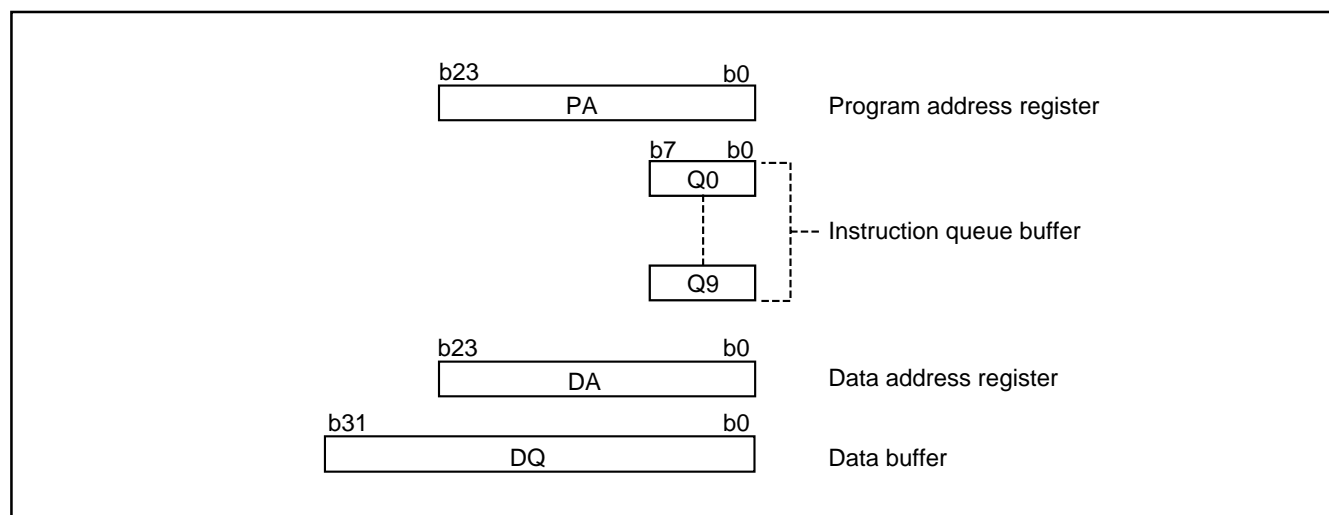 b23 b0
PA Program address register
b7 b0
Q0
Instruction queue buffer
Q9
b23 b0
DA Data address register
b31 b0
DQ Data buffer